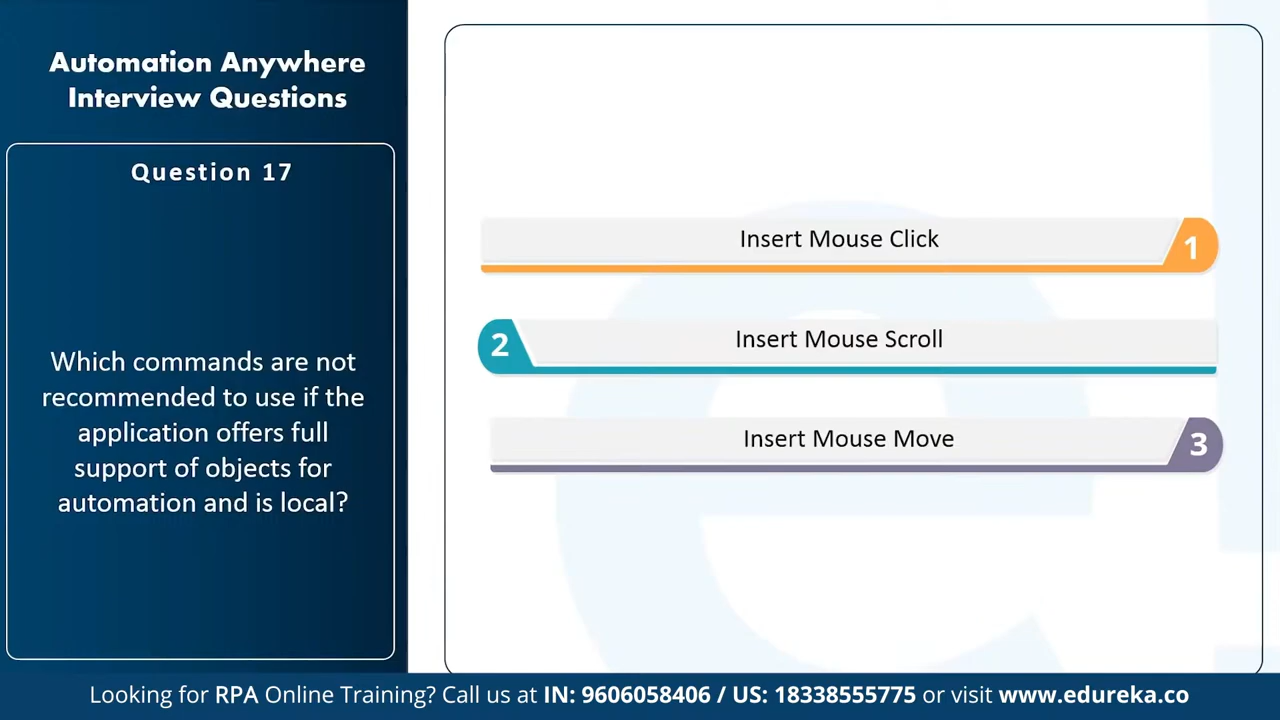 Automation Anywhere
Interview Questions
Question 17
Which commands are not
recommended to use if the
application offers full
support of objects for
automation and is local?
Insert Mouse Click
1
2
Insert Mouse Scroll
Insert Mouse Move
3
Looking for RPA Online Training? Call us at IN: 9606058406 / US: 18338555775 or visit www.edureka.co